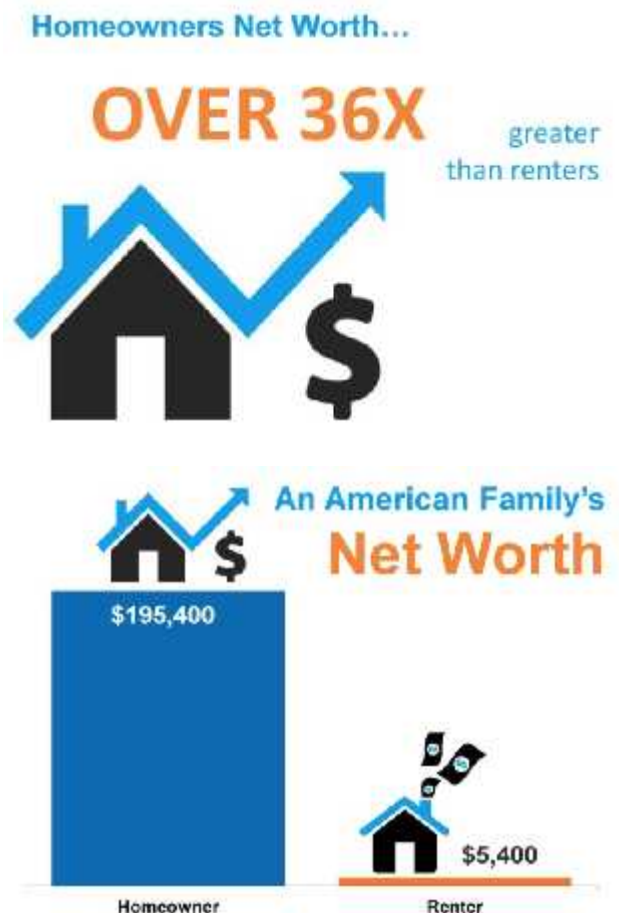 Homeowners Net Worth...
OVER 36X
greater
than renters
$
An American Family's
$
Net Worth
$195,400
$5,400
Homeowner
Renter